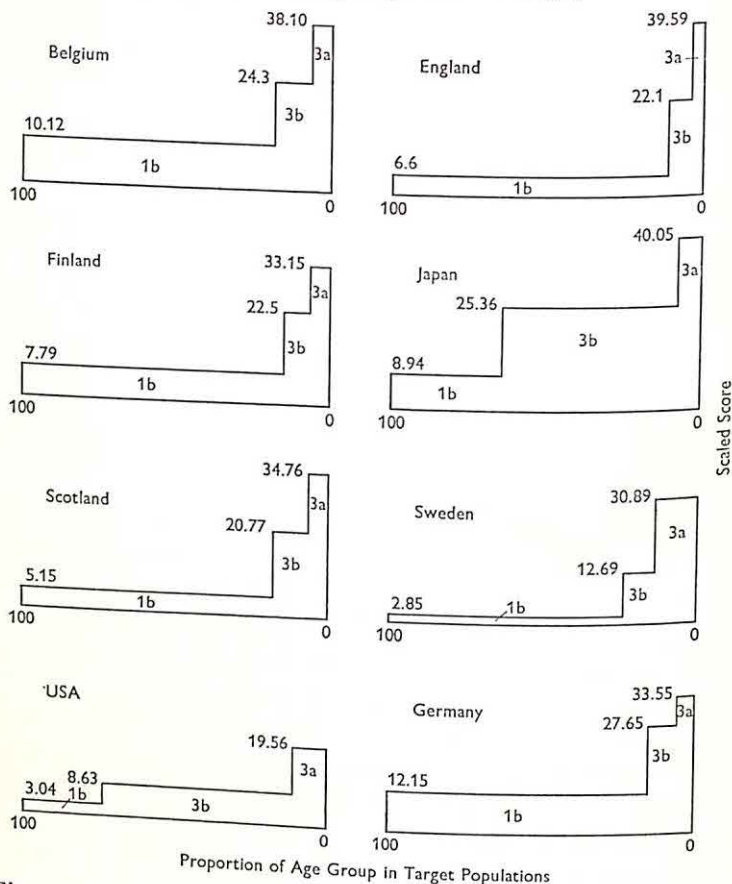 38.10
Belgium
3a
24.3
3b
10.12
1b
100
0
39.59
England
3a
22.1
3b
6.6
1b
100
0
Finland
33.15
3a
22.5
3b
7.79
1b
100
0
40.05
Japan
3a
25.36
3b
8.94
1b
100
0
Scaled Score
34.76
Scotland
3a
20.77
3b
5.15
1b
100
0
30.89
Sweden
3a
12.69
3b
2.85
1b
100
0
USA
19.56
3a
8.63
3.04
1b
3b
100
0
33.55
Germany
3a
27.65
3b
12.15
1b
100
0
Proportion of Age Group in Target Populations